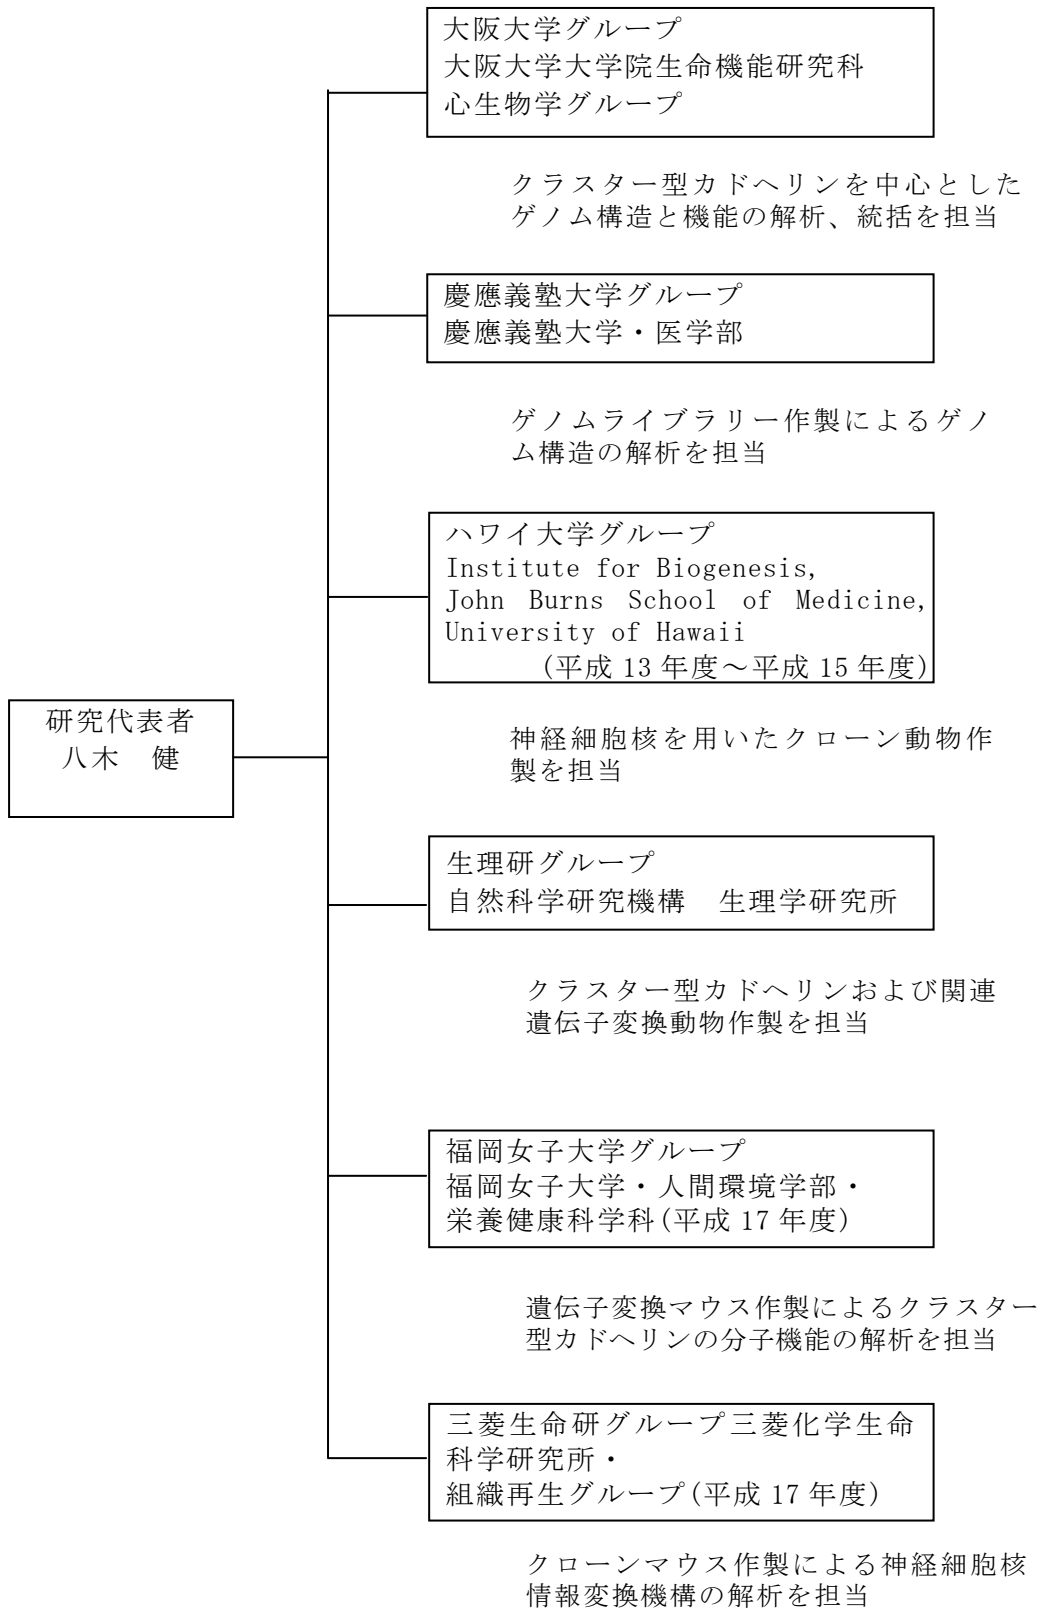 大阪大学グループ
大阪大学大学院生命機能研究科
心生物学グループ
クラスター型カドヘリンを中心とした
ゲノム構造と機能の解析、統括を担当
慶應義塾大学グループ
慶應義塾大学・医学部
ゲノムライブラリー作製によるゲノ
ム構造の解析を担当
ハワイ大学グループ
Institute for Biogenesis,
John Burns School of Medicine,
University of Hawaii
(平成 13 年度～平成 15 年度)
研究代表者
八木　健
神経細胞核を用いたクローン動物作
製を担当
生理研グループ
自然科学研究機構　生理学研究所
クラスター型カドヘリンおよび関連
遺伝子変換動物作製を担当
福岡女子大学グループ
福岡女子大学・人間環境学部・
栄養健康科学科(平成 17 年度)
遺伝子変換マウス作製によるクラスター
型カドヘリンの分子機能の解析を担当
三菱生命研グループ三菱化学生命
科学研究所・
組織再生グループ(平成 17 年度)
クローンマウス作製による神経細胞核
情報変換機構の解析を担当